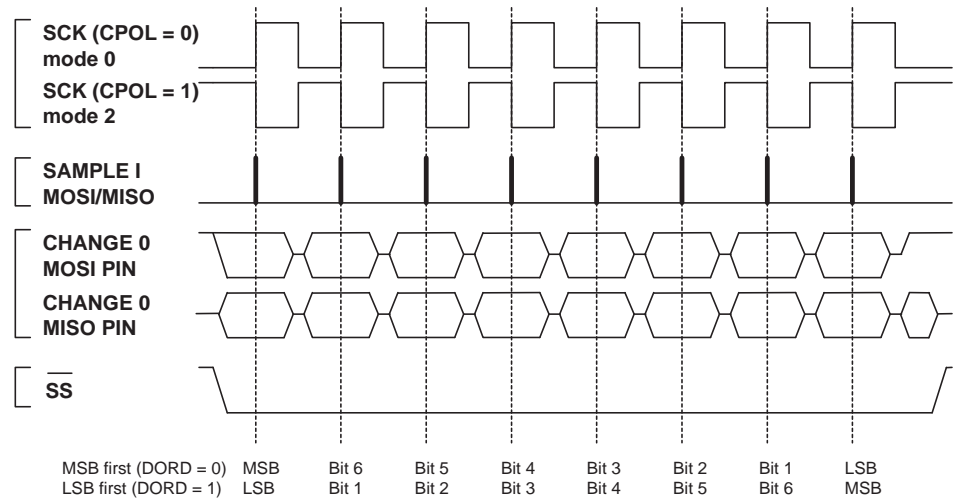 SCK (CPOL = 0)
mode 0
SCK (CPOL = 1)
mode 2
SAMPLE I
MOSI/MISO
CHANGE 0
MOSI PIN
CHANGE 0
MISO PIN
SS
MSB first (DORD = 0) MSB Bit 6 Bit 5 Bit 4 Bit 3 Bit 2 Bit 1 LSB
LSB first (DORD = 1) LSB Bit 1 Bit 2 Bit 3 Bit 4 Bit 5 Bit 6 MSB